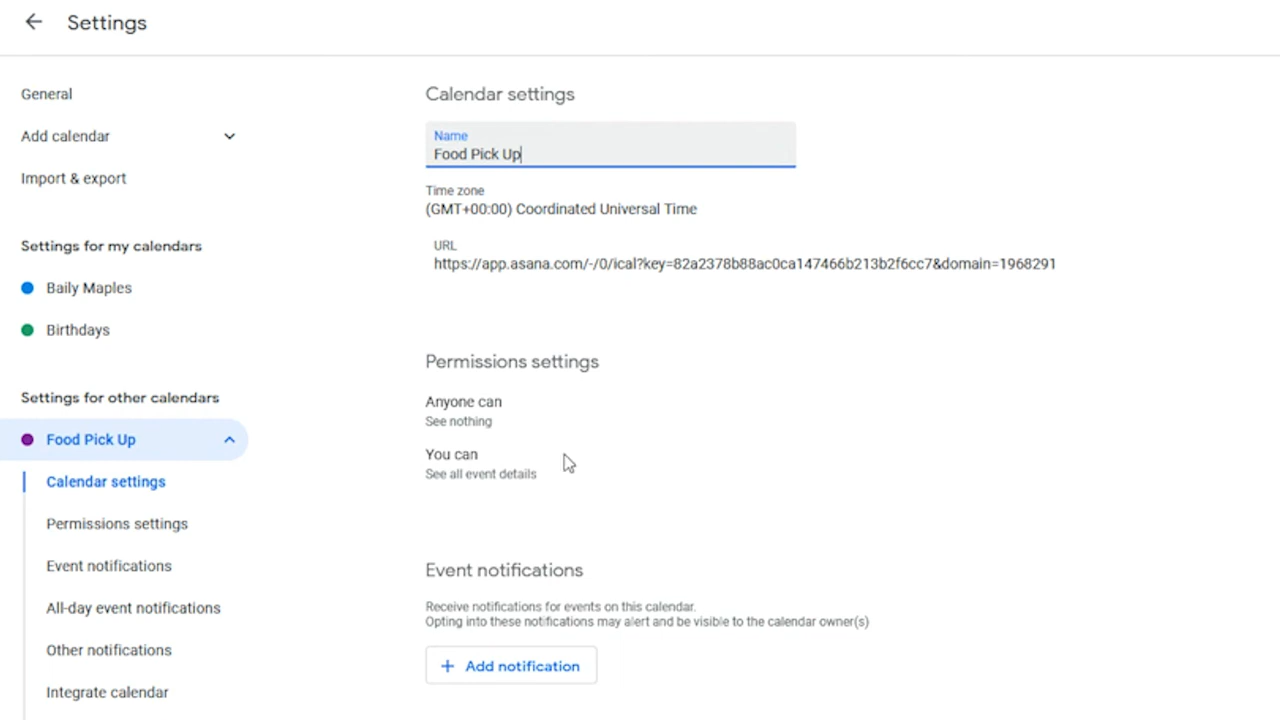 Settings
General
Add calendar
Import & export
Settings for my calendars
Baily Maples
Birthdays
Settings for other calendars
Food Pick Up
Calendar settings
Permissions settings
Event notifications
All-day event notifications
Other notifications
Integrate calendar
Calendar settings
Name
Food Pick Up
Time zone
(GMT+00:00) Coordinated Universal Time
URL
https://app.asana.com/-/0/ical?key=82a2378b88ac0ca147466b213b2f6cc7&domain=1968291
Permissions settings
Anyone can
See nothing
You can
See all event details
Event notifications
Receive notifications for events on this calendar.
Opting into these notifications may alert and be visible to the calendar owner(s)
Add notification